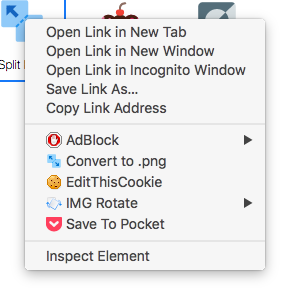 Split
Open Link in New Tab
Open Link in New Window
Open Link in Incognito Window
Save Link As...
Copy Link Address
AdBlock
Convert to .png
EditThisCookie
IMG Rotate
Save To Pocket
Inspect Element